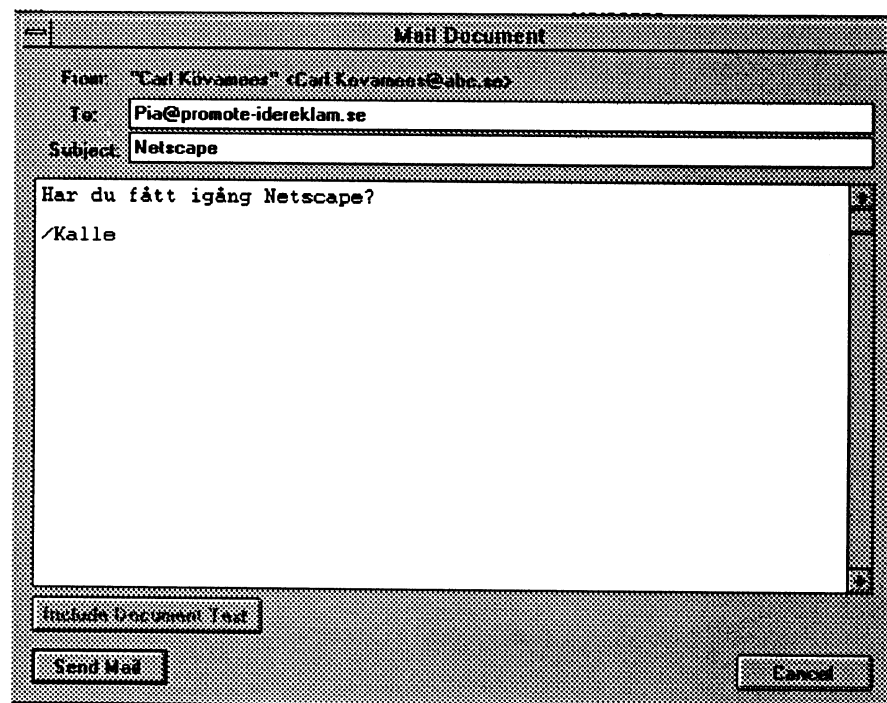 Mail Document
From: "Carl Kövamees" <Carl.Kovamees@abc.se>
To: Pia@promote-idereklam.se
Subject: Netscape
Har du fått igång Netscape?
/Kalle
Include Document Text
Send Mail
Cancel